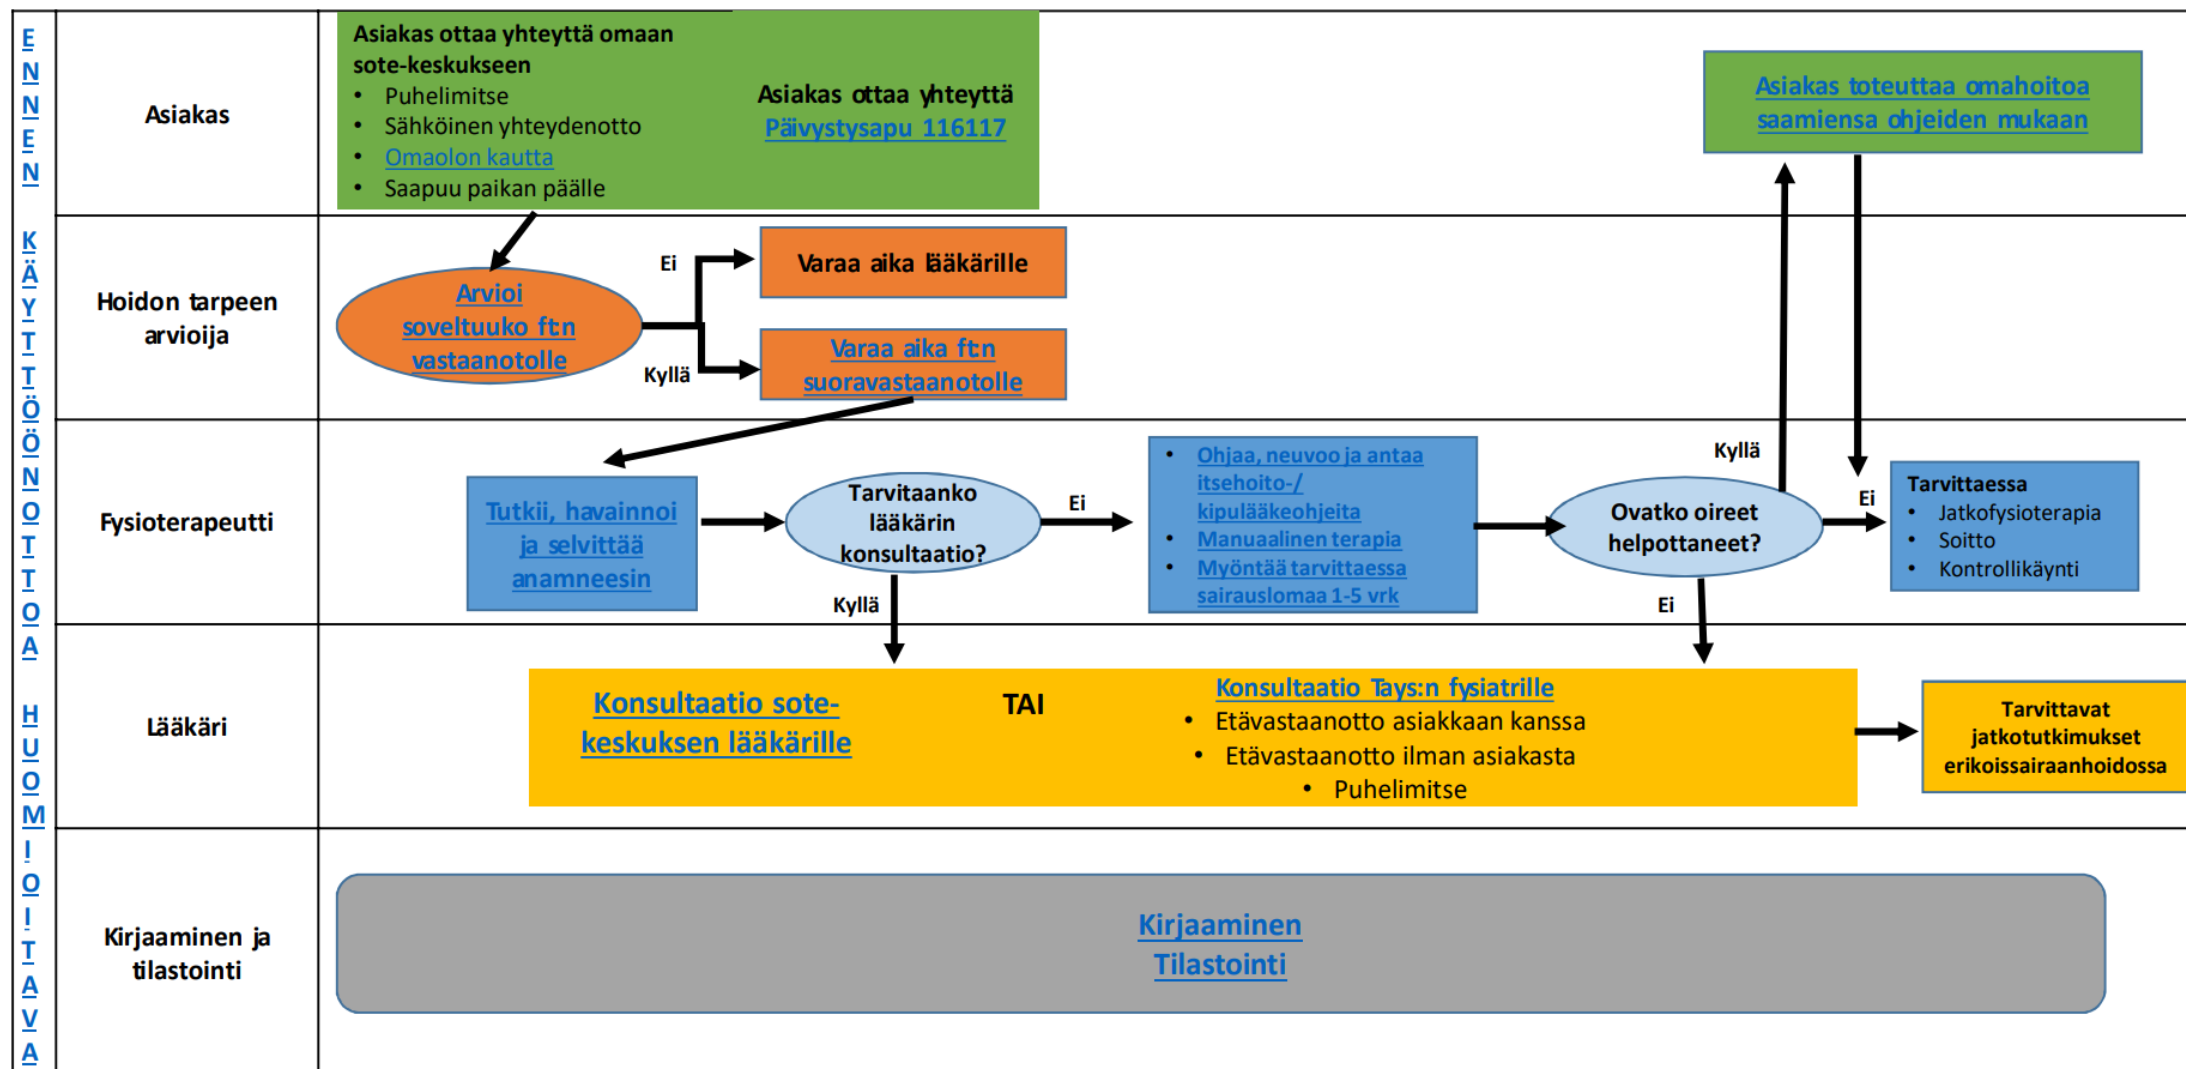 ENNEN KÄYTTÖÖNOTTOA HUOMIOITAVA
Asiakas
Asiakas ottaa yhteyttä omaan
sote-keskukseen
• Puhelimitse
• Sähköinen yhteydenotto
• Omaolon kautta
• Saapuu paikan päälle
Asiakas ottaa yhteyttä
Päivystysapu 116117
Asiakas toteuttaa omahoitoa
saamiensa ohjeiden mukaan
Hoidon tarpeen
arvioija
Arvioi
soveltuuko ft:n
vastaanotolle
Ei
Varaa aika lääkärille
Kyllä
Varaa aika ft:n
suoravastaanotolle
Fysioterapeutti
Tutkii, havainnoi
ja selvittää
anamneesin
Tarvitaanko
lääkärin
konsultaatio?
Ei
Kyllä
• Ohjaa, neuvoo ja antaa
itsehoito-/
kipulääkeohjeita
• Manuaalinen terapia
• Myöntää tarvittaessa
sairauslomaa 1-5 vrk
Ovatko oireet
helpottaneet?
Kyllä
Ei
Ei
Tarvittaessa
• Jatkofysioterapia
• Soitto
• Kontrollikäynti
Lääkäri
Konsultaatio sote-
keskuksen lääkärille
TAI
Konsultaatio Tays:n fysiatrille
• Etävastaanotto asiakkaan kanssa
• Etävastaanotto ilman asiakasta
• Puhelimitse
Tarvittavat
jatkotutkimukset
erikoissairaanhoidossa
Kirjaaminen ja
tilastointi
Kirjaaminen
Tilastointi